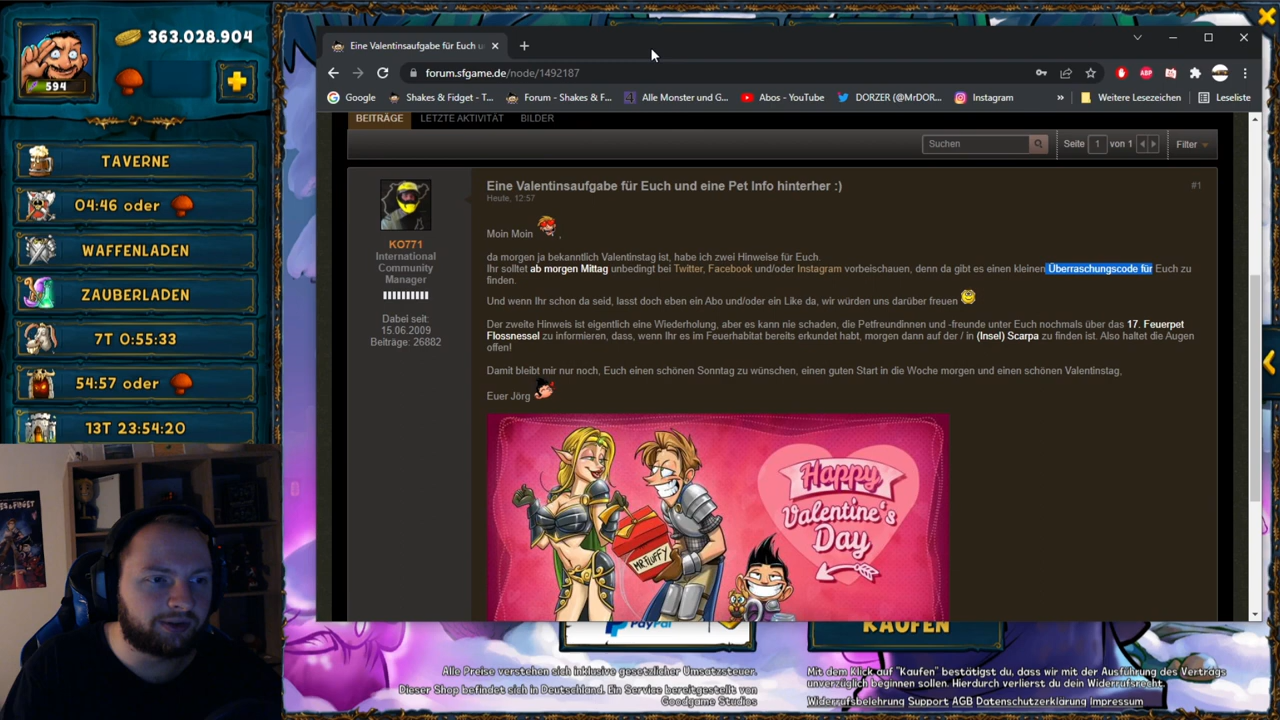 363.028.904
594
TAVERNE
04:46 oder
WAFFENLADEN
ZAUBERLADEN
7T 0:55:33
54:57 oder
13T 23:54:20
Eine Valentinsaufgabe für Euch u
forum.sfgame.de/node/1492187
ABP
Google
Shakes & Fidget - T...
Forum - Shakes & F...
Alle Monster und G...
Abos - YouTube
DORZER (@MrDOR...
Instagram
»
Weitere Lesezeichen
Leseliste
BEITRÄGE
LETZTE AKTIVITÄT
BILDER
Suchen
Seite 1 von 1
Filter
KO771
International
Community
Manager
Dabei seit:
15.06.2009
Beiträge: 26882
Eine Valentinsaufgabe für Euch und eine Pet Info hinterher :)
#1
Heute, 12:57
Moin Moin ,
da morgen ja bekanntlich Valentinstag ist, habe ich zwei Hinweise für Euch.
Ihr solltet ab morgen Mittag unbedingt bei Twitter, Facebook und/oder Instagram vorbeischauen, denn da gibt es einen kleinen Überraschungscode für Euch zu
finden.
Und wenn Ihr schon da seid, lasst doch eben ein Abo und/oder ein Like da, wir würden uns darüber freuen
Der zweite Hinweis ist eigentlich eine Wiederholung, aber es kann nie schaden, die Petfreundinnen und -freunde unter Euch nochmals über das 17. Feuerpet
Flossnessel zu informieren, dass, wenn Ihr es im Feuerhabitat bereits erkundet habt, morgen dann auf der / in (Insel) Scarpa zu finden ist. Also haltet die Augen
offen!
Damit bleibt mir nur noch, Euch einen schönen Sonntag zu wünschen, einen guten Start in die Woche morgen und einen schönen Valentinstag,
Euer Jörg
Happy
Valentine's
Day
MR FLUFFY
PayPal
KAUFEN
Alle Preise verstehen sich inklusive gesetzlicher Umsatzsteuer.
Dieser Shop befindet sich in Deutschland. Ein Service bereitgestellt von
Goodgame Studios
Mit dem Klick auf "Kaufen" bestätigst du, dass wir mit der Ausführung des Vertrags
unverzüglich beginnen sollen. Hierdurch verlierst du dein Widerrufsrecht.
Widerrufsbelehrung Support AGB Datenschutzerklärung Impressum